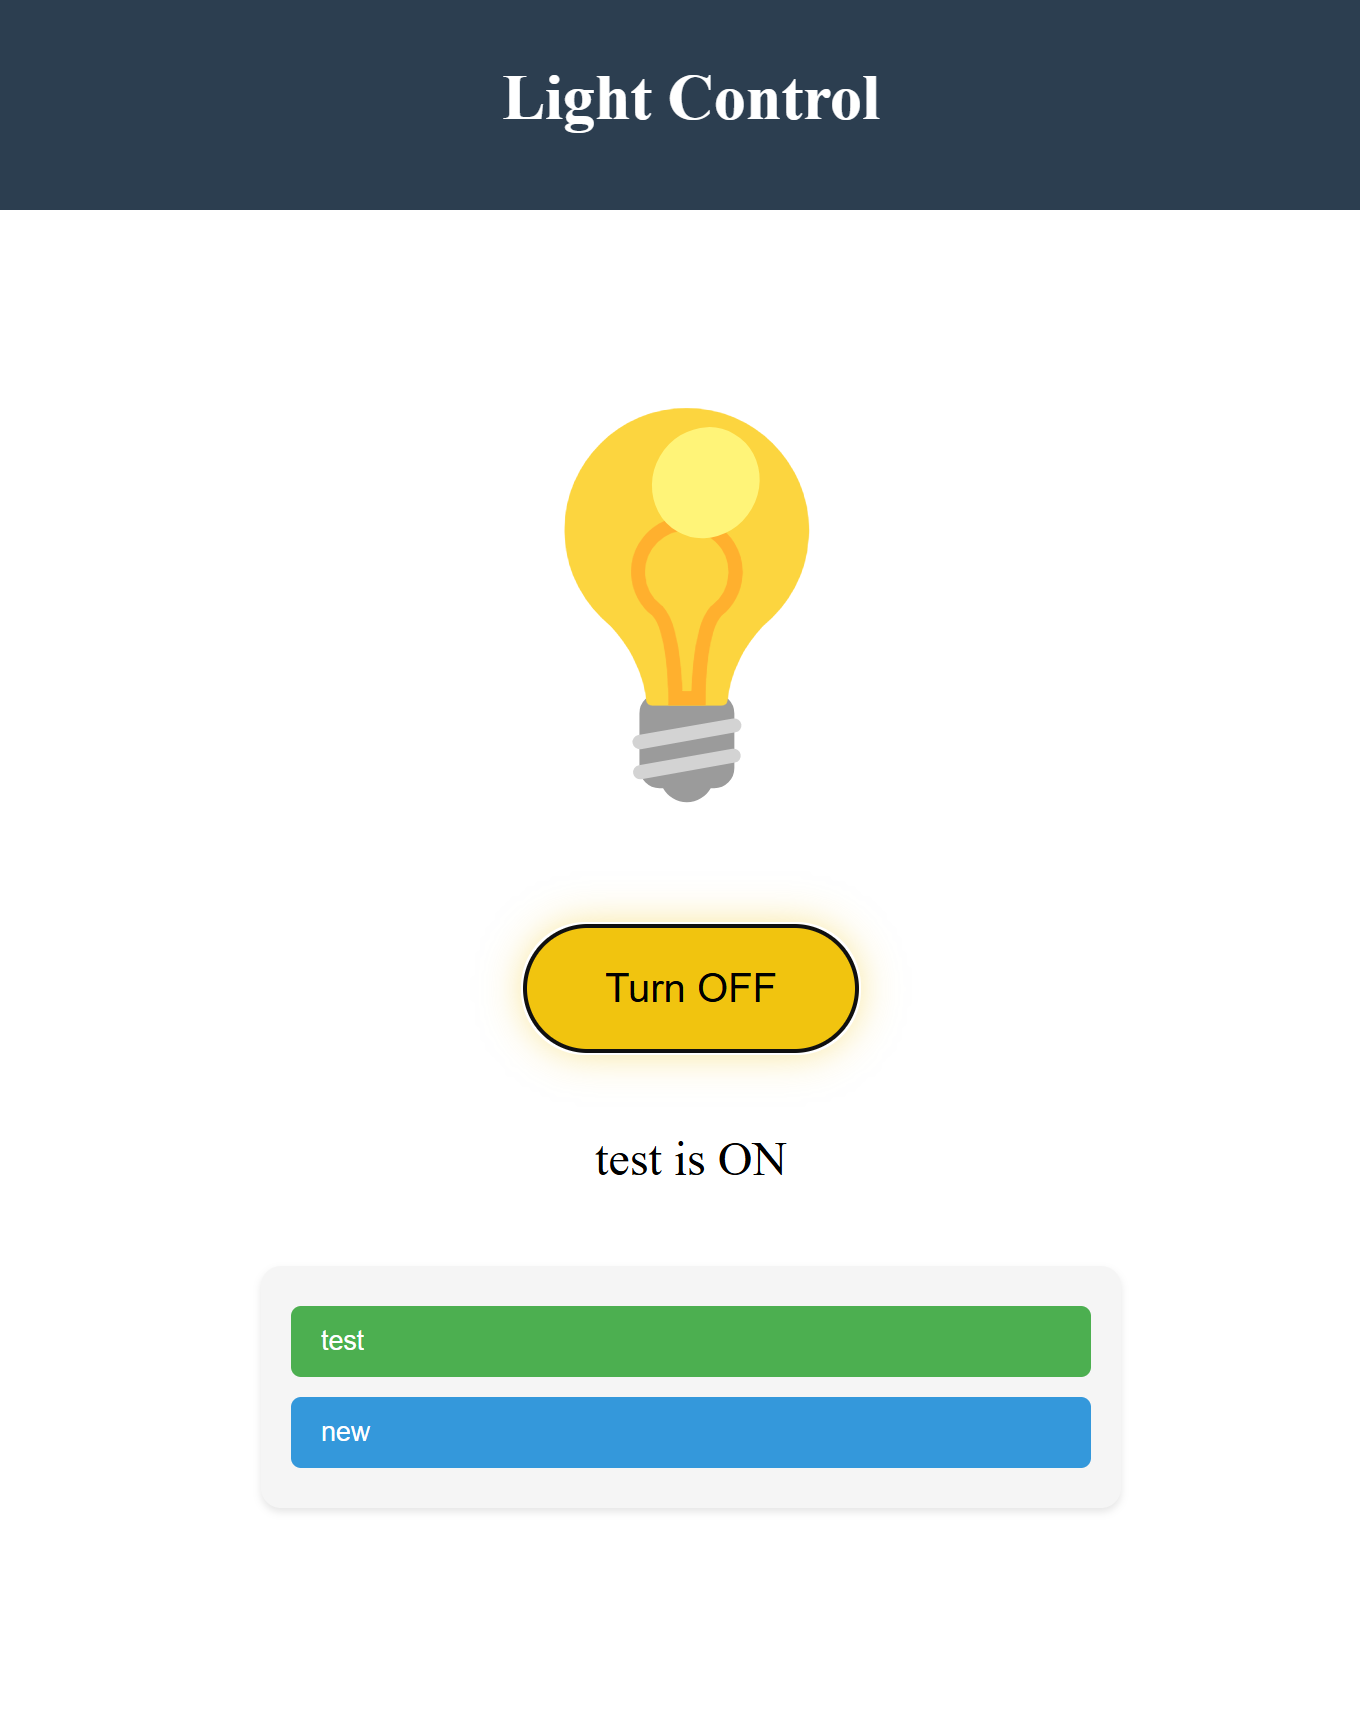 Light Control
Turn OFF
test is ON
test
new